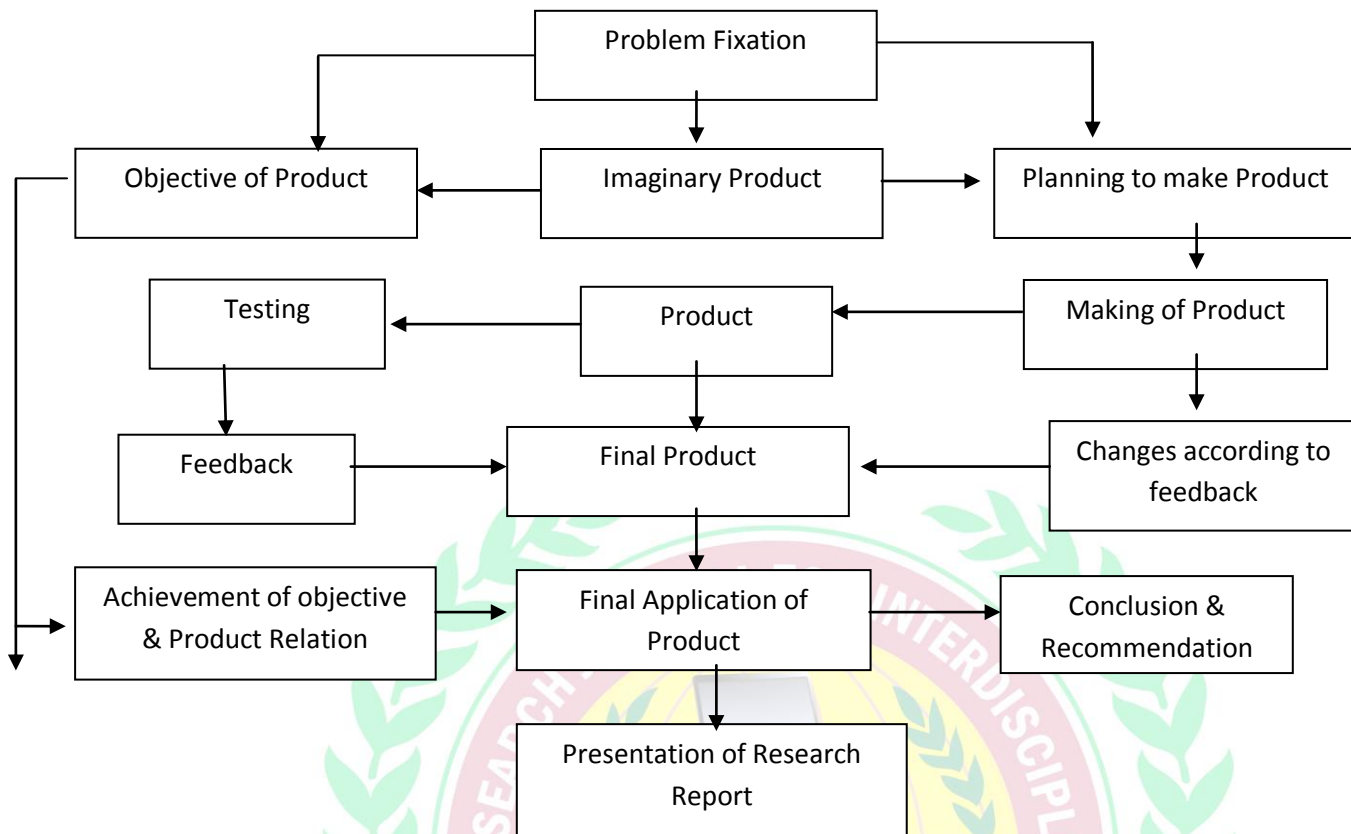 Problem Fixation
Objective of Product
Imaginary Product
Planning to make Product
Testing
Product
Making of Product
Feedback
Final Product
Changes according to
feedback
Achievement of objective
& Product Relation
Final Application of
Product
Conclusion &
Recommendation
Presentation of Research
Report
INTERDISCIPL